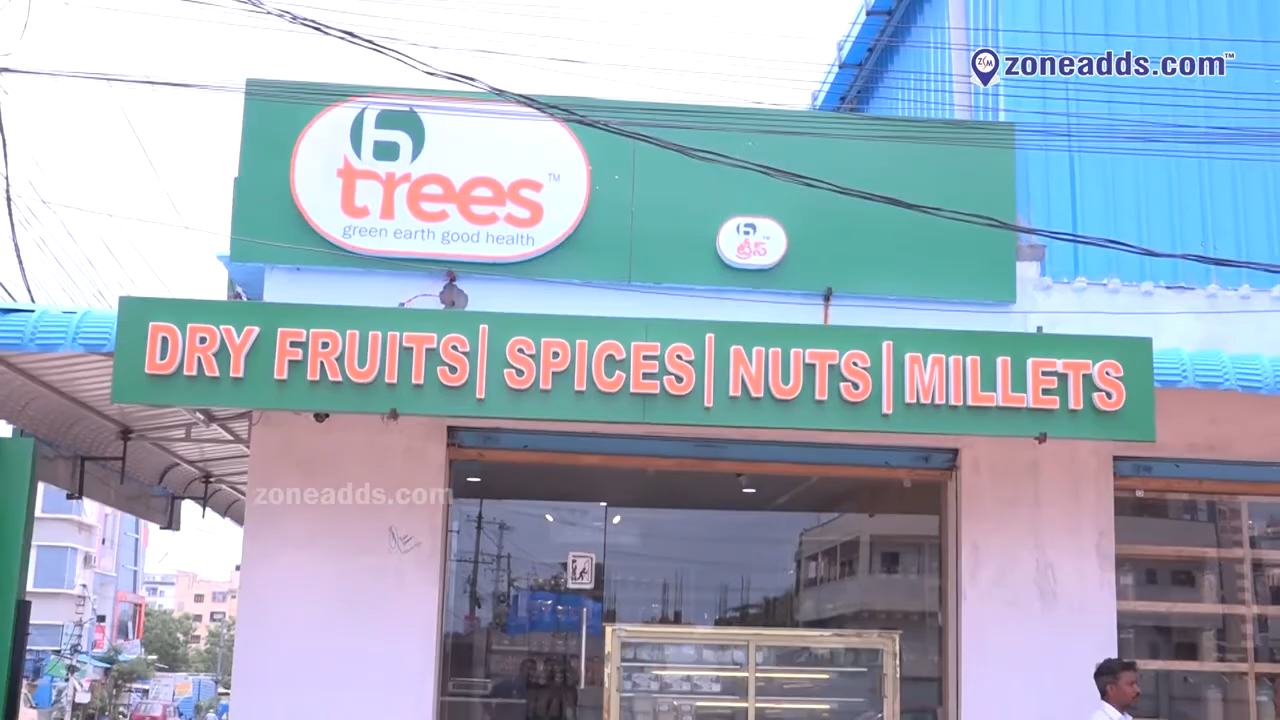 zoneadds.com™
6
trees™
green earth good health
6
ట్రీస్
DRY FRUITS|SPICES|NUTS|MILLETS
zoneadds.com